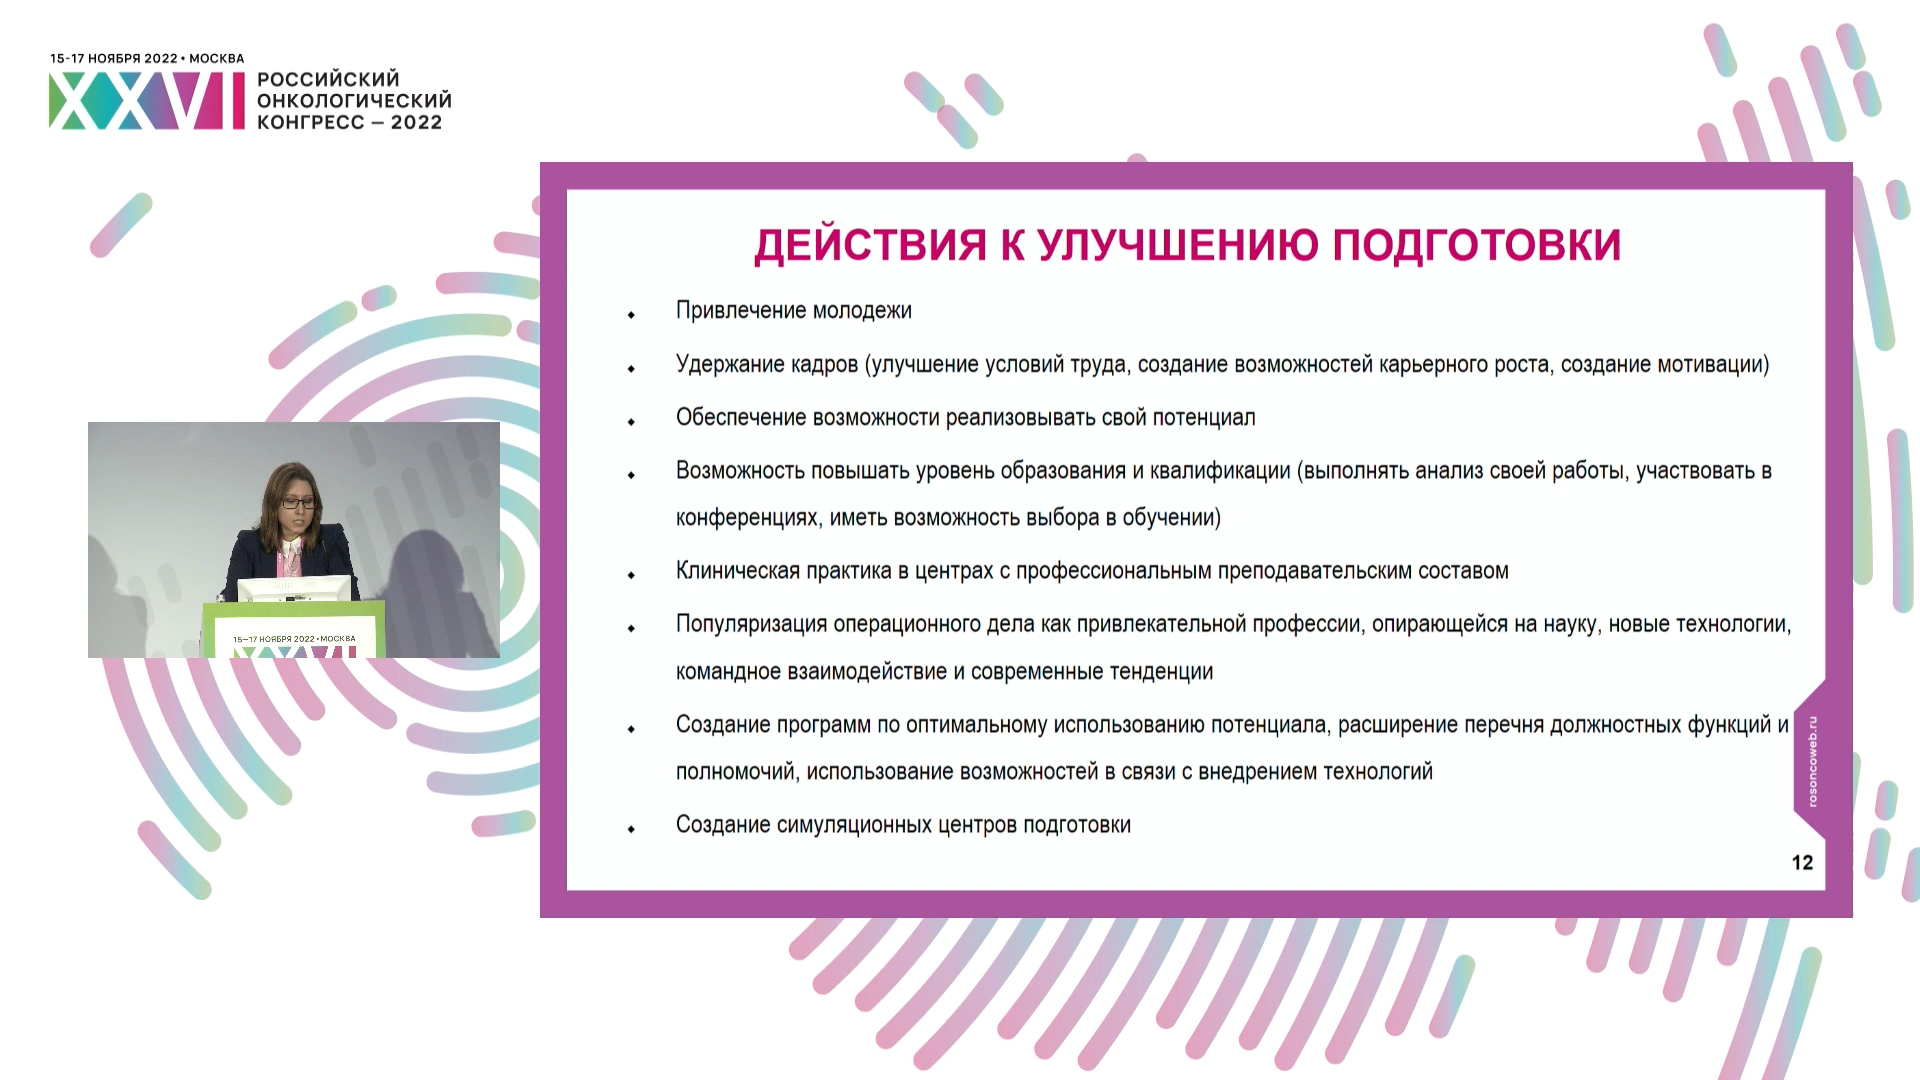 15-17 НОЯБРЯ 2022 • МОСКВА
XXVI
РОССИЙСКИЙ
ОНКОЛОГИЧЕСКИЙ
КОНГРЕСС — 2022
ДЕЙСТВИЯ К УЛУЧШЕНИЮ ПОДГОТОВКИ
Привлечение молодежи
Удержание кадров (улучшение условий труда, создание возможностей карьерного роста, создание мотивации)
Обеспечение возможности реализовывать свой потенциал
Возможность повышать уровень образования и квалификации (выполнять анализ своей работы, участвовать в
конференциях, иметь возможность выбора в обучении)
Клиническая практика в центрах с профессиональным преподавательским составом
Популяризация операционного дела как привлекательной профессии, опирающейся на науку, новые технологии,
командное взаимодействие и современные тенденции
Создание программ по оптимальному использованию потенциала, расширение перечня должностных функций и
полномочий, использование возможностей в связи с внедрением технологий
Создание симуляционных центров подготовки
rosoncoweb.ru
12
15–17 НОЯБРЯ 2022 • МОСКВА
XXVI